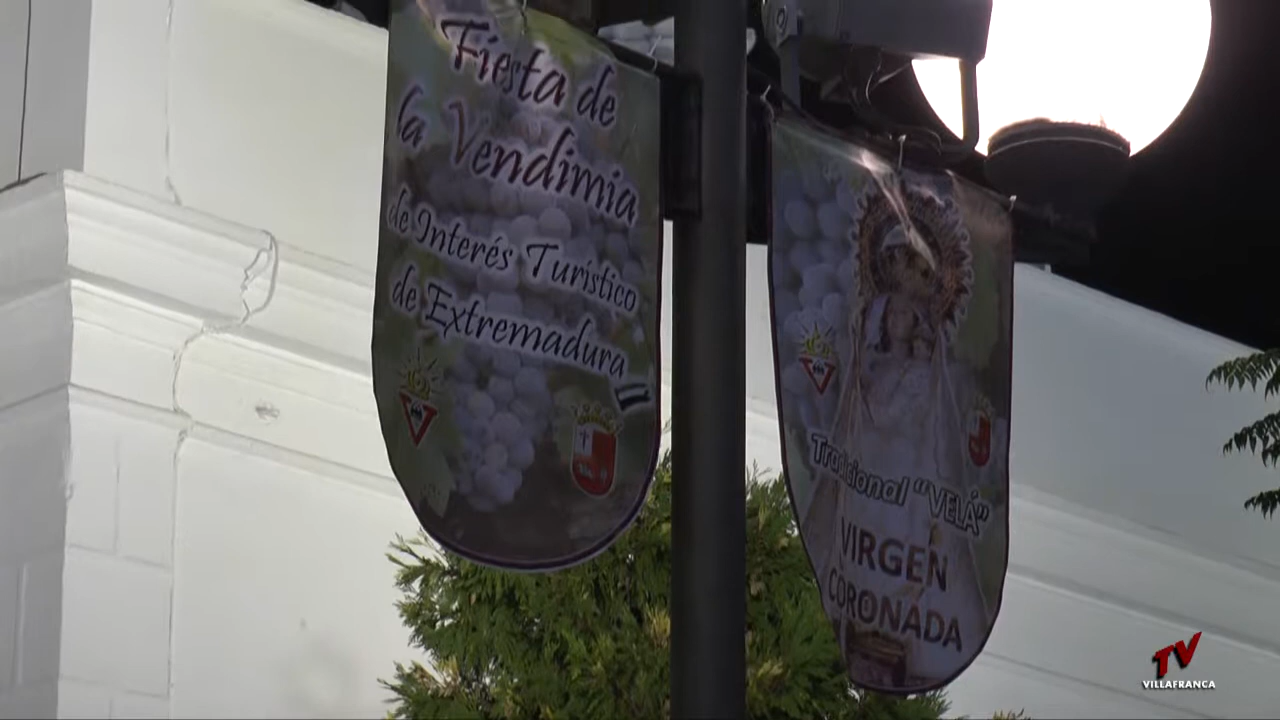 Fiesta de
la Vendimia
de Interés Turístico
de Extremadura
Tradicional "VELÁ"
VIRGEN
CORONADA
TV
VILLAFRANCA